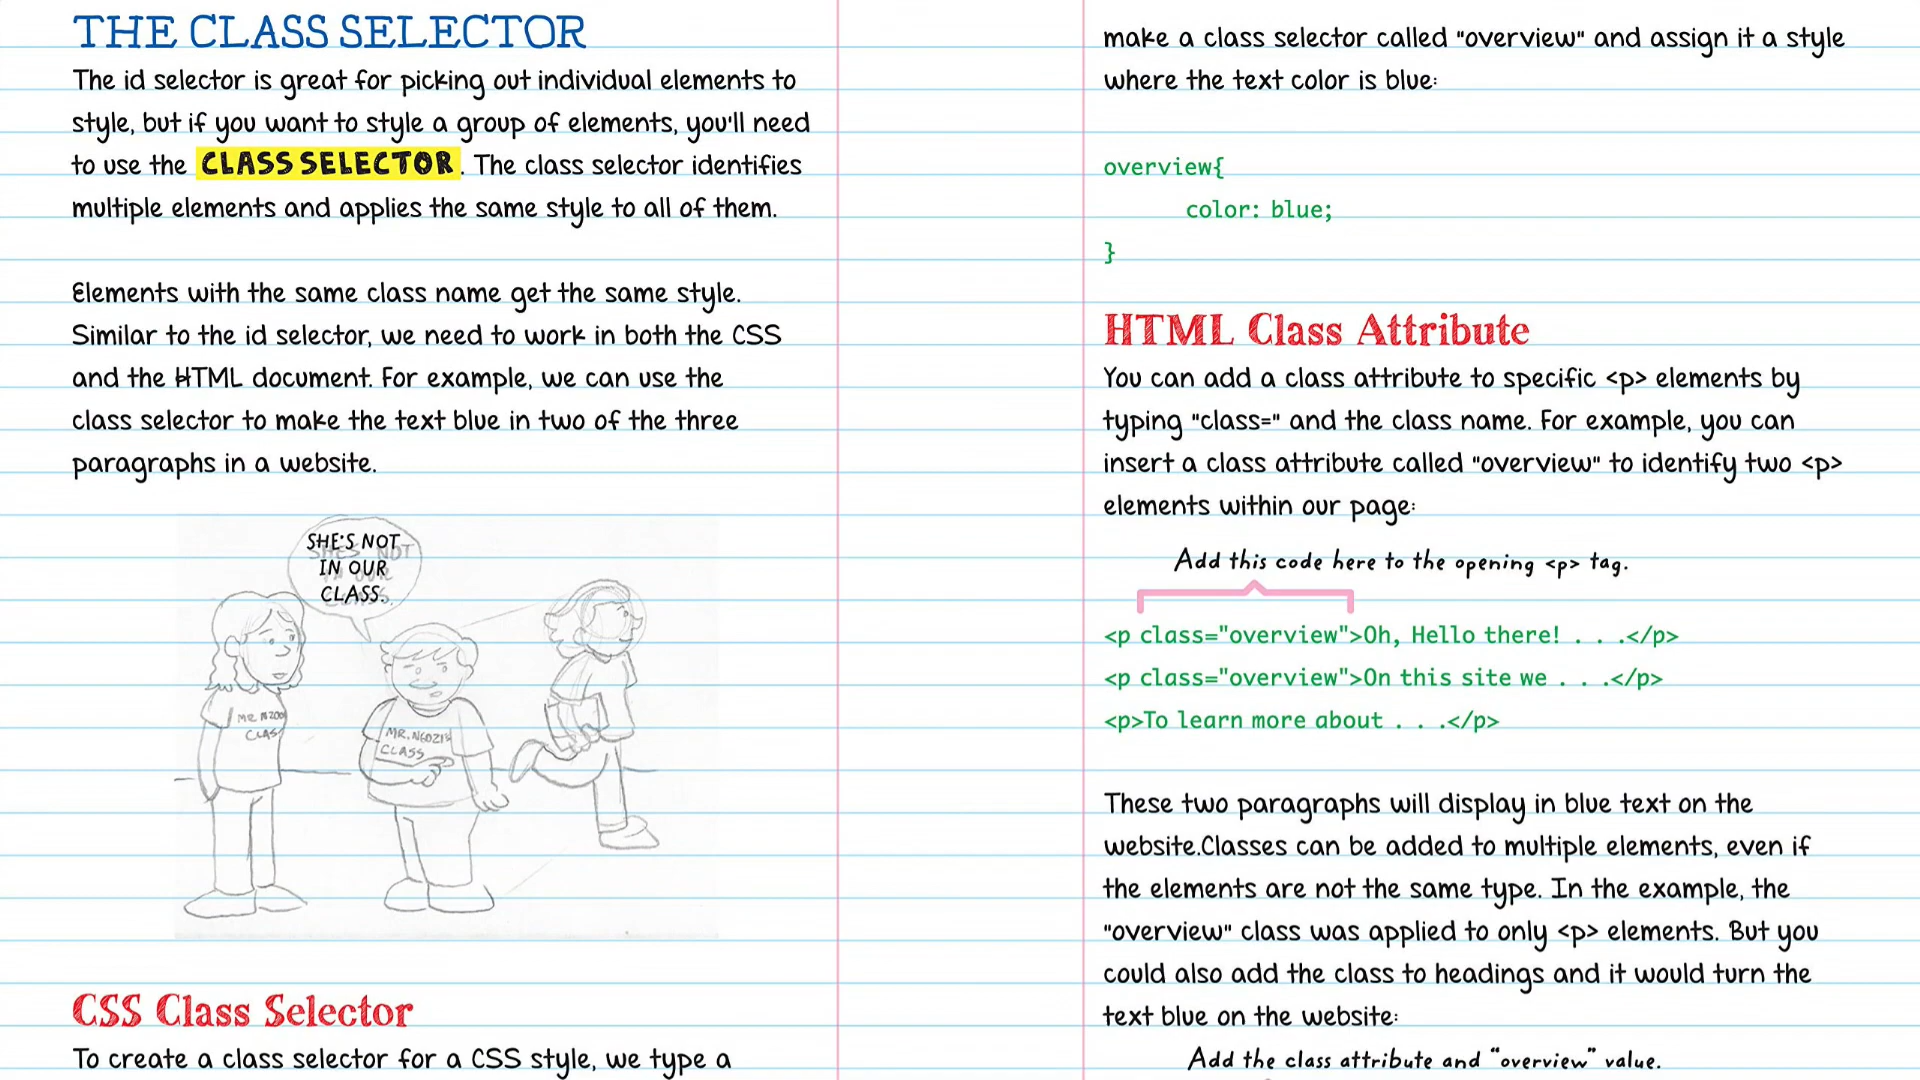 THE CLASS SELECTOR
The id selector is great for picking out individual elements to
style, but if you want to style a group of elements, you'll need
to use the CLASS SELECTOR. The class selector identifies
multiple elements and applies the same style to all of them.
Elements with the same class name get the same style.
Similar to the id selector, we need to work in both the CSS
and the HTML document. For example, we can use the
class selector to make the text blue in two of the three
paragraphs in a website.
SHE'S NOT
IN OUR
CLASS.
MR.
CLASS
MR. NGOZI'S
CLASS
CSS Class Selector
To create a class selector for a CSS style, we type a
make a class selector called "overview" and assign it a style
where the text color is blue:
overview{
color: blue;
}
HTML Class Attribute
You can add a class attribute to specific <p> elements by
typing "class=" and the class name. For example, you can
insert a class attribute called "overview" to identify two <p>
elements within our page:
Add this code here to the opening <p> tag.
<p class="overview">Oh, Hello there! . . .</p>
<p class="overview">On this site we . . .</p>
<p>To learn more about . . .</p>
These two paragraphs will display in blue text on the
website.Classes can be added to multiple elements, even if
the elements are not the same type. In the example, the
"overview" class was applied to only <p> elements. But you
could also add the class to headings and it would turn the
text blue on the website:
Add the class attribute and “overview” value.